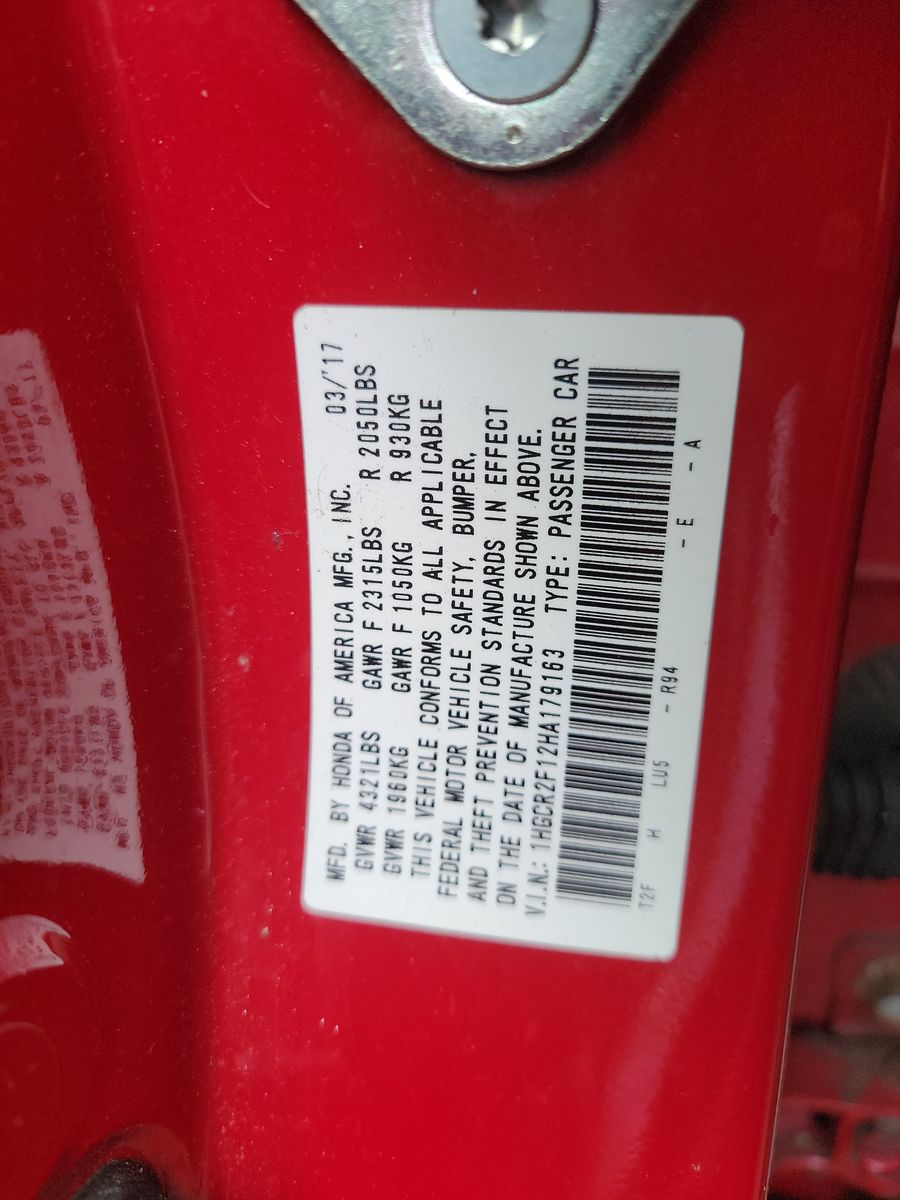 MFD. BY HONDA OF AMERICA MFG., INC. 03/'17
GVWR 4321LBS GAWR F 2315LBS R 2050LBS
GVWR 1960KG GAWR F 1050KG R 930KG
THIS VEHICLE CONFORMS TO ALL APPLICABLE
FEDERAL MOTOR VEHICLE SAFETY, BUMPER,
AND THEFT PREVENTION STANDARDS IN EFFECT
ON THE DATE OF MANUFACTURE SHOWN ABOVE.
V.I.N.: 1HGCR2F12HA179163 TYPE: PASSENGER CAR
T2F H LU5 - R94 - E - A